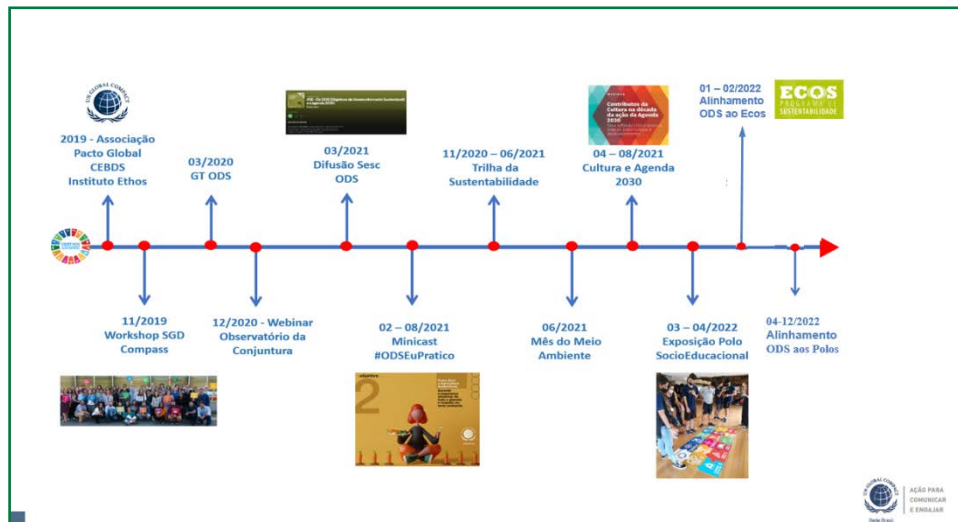 2019 - Associação
Pacto Global
CEBDS
Instituto Ethos
03/2020
GT ODS
03/2021
Difusão Sesc
ODS
11/2020 – 06/2021
Trilha da
Sustentabilidade
Contributos da
Cultura na década
da ação da Agenda
2030
04 – 08/2021
Cultura e Agenda
2030
01 – 02/2022
Alinhamento
ODS ao Ecos
ECOS
PROGRAMA DE
SUSTENTABILIDADE
11/2019
Workshop SGD
Compass
12/2020 - Webinar
Observatório da
Conjuntura
02 – 08/2021
Minicast
#ODSEuPratico
2
06/2021
Mês do Meio
Ambiente
03 – 04/2022
Exposição Polo
SocioEducacional
04-12/2022
Alinhamento
ODS aos Polos
AÇÃO PARA
COMUNICAR
E ENGAJAR
Rede Brasil